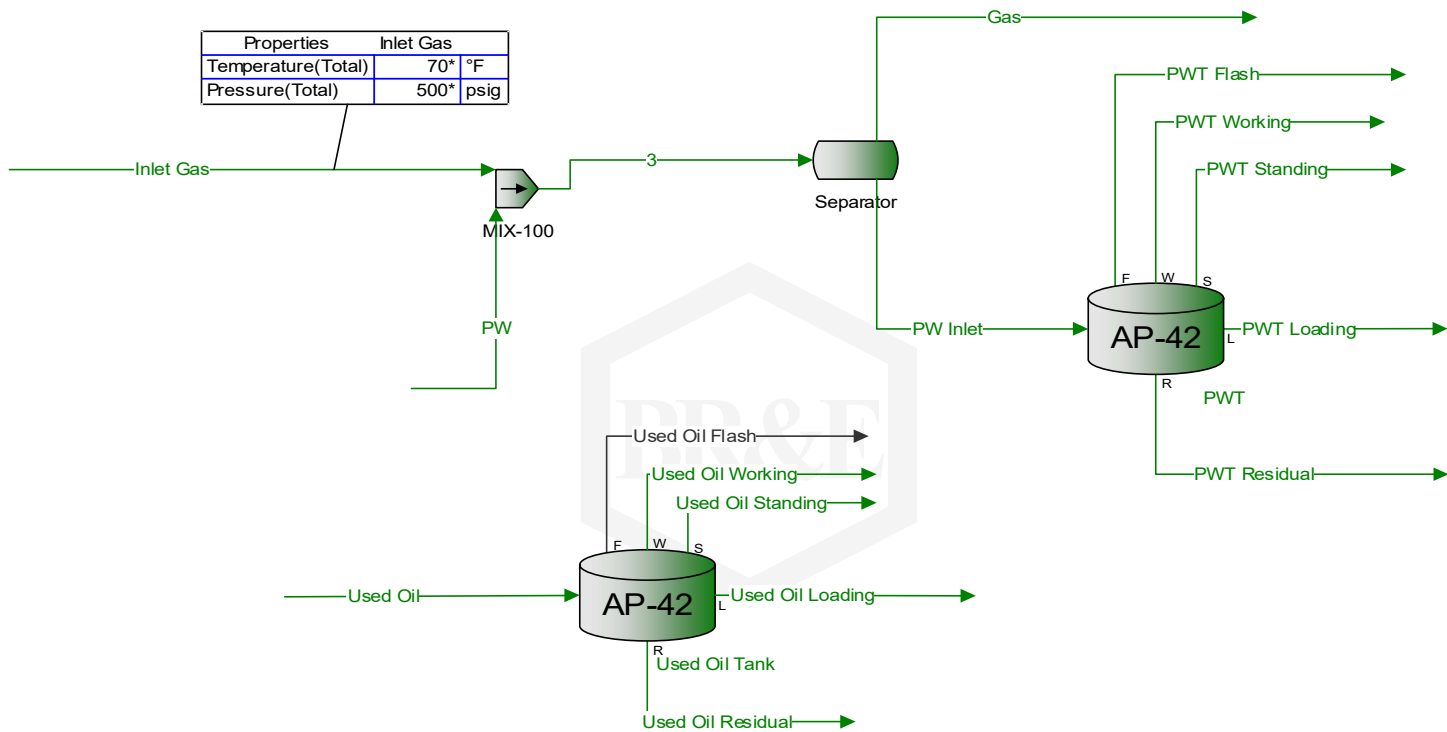 Gas
Properties Inlet Gas
Temperature(Total) 70* °F
Pressure(Total) 500* psig
PWT Flash
PWT Working
PWT Standing
Inlet Gas
3
Separator
MIX-100
F W S
PW
PW Inlet
AP-42
PWT Loading
L
R
PWT
BR&E
Used Oil Flash
Used Oil Working
PWT Residual
Used Oil Standing
F W S
Used Oil
AP-42
Used Oil Loading
L
R
Used Oil Tank
Used Oil Residual